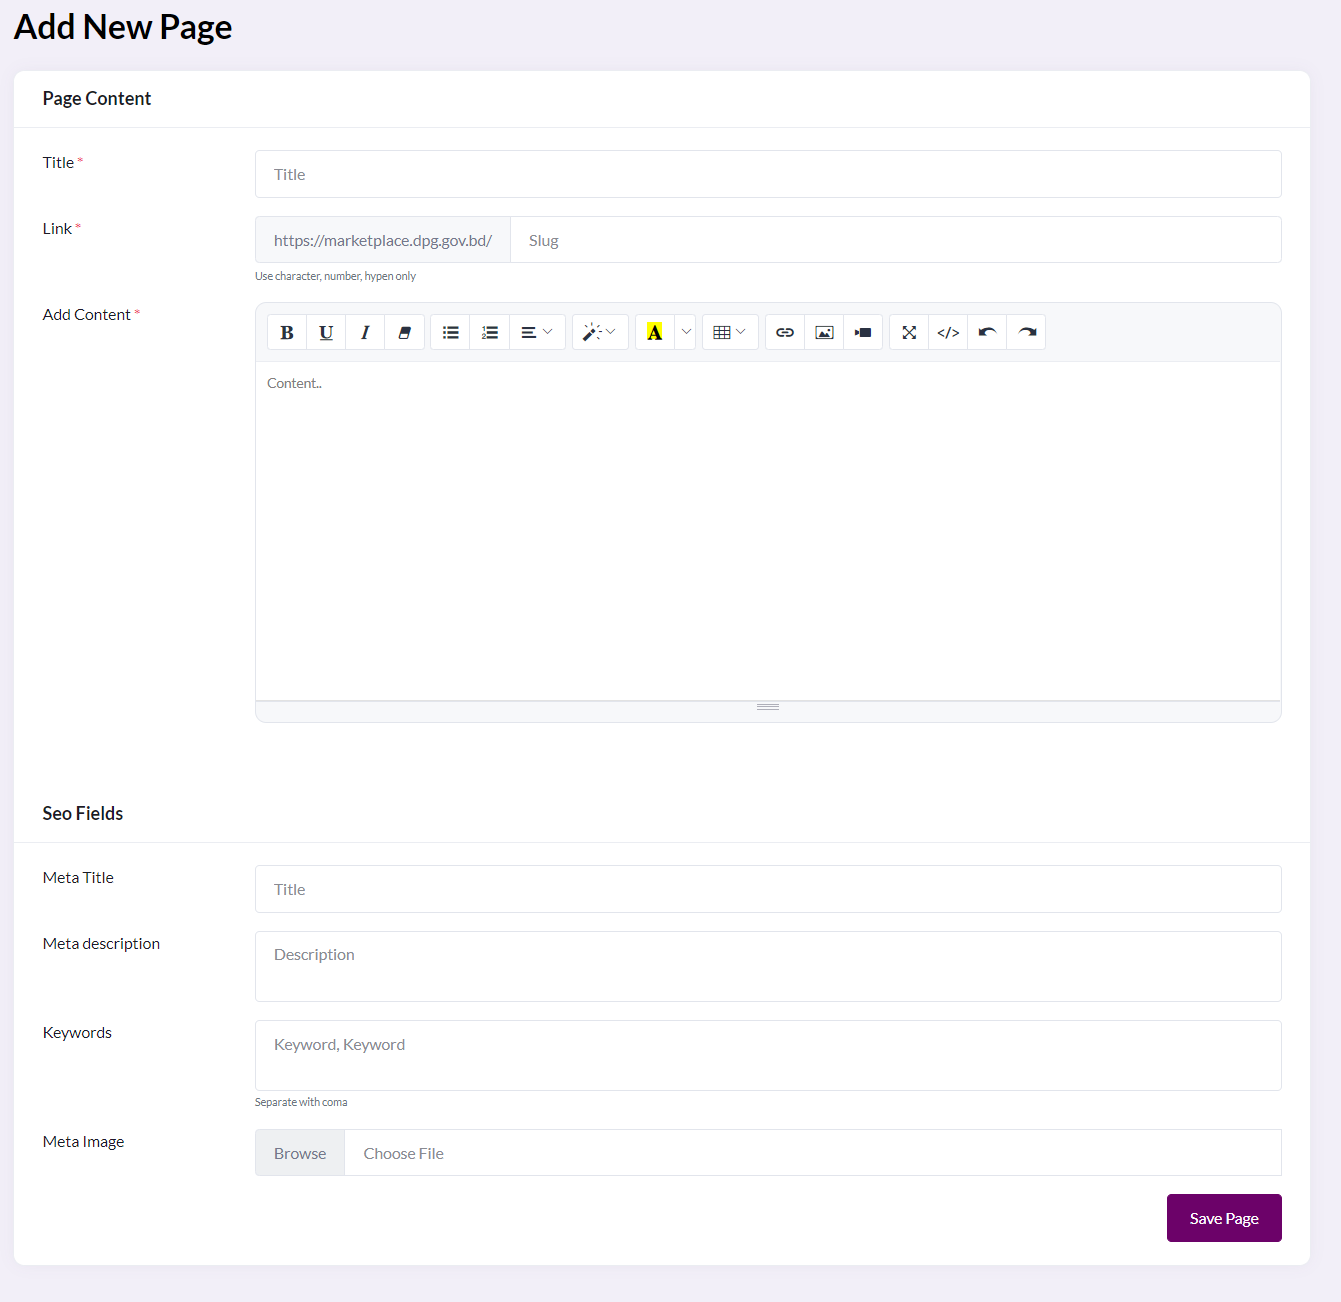 Add New Page
Page Content
Title *
Title
Link *
https://marketplace.dpg.gov.bd/ Slug
Use character, number, hypen only
Add Content *
B U I A </>
Content..
Seo Fields
Meta Title
Title
Meta description
Description
Keywords
Keyword, Keyword
Separate with coma
Meta Image
Browse Choose File
Save Page